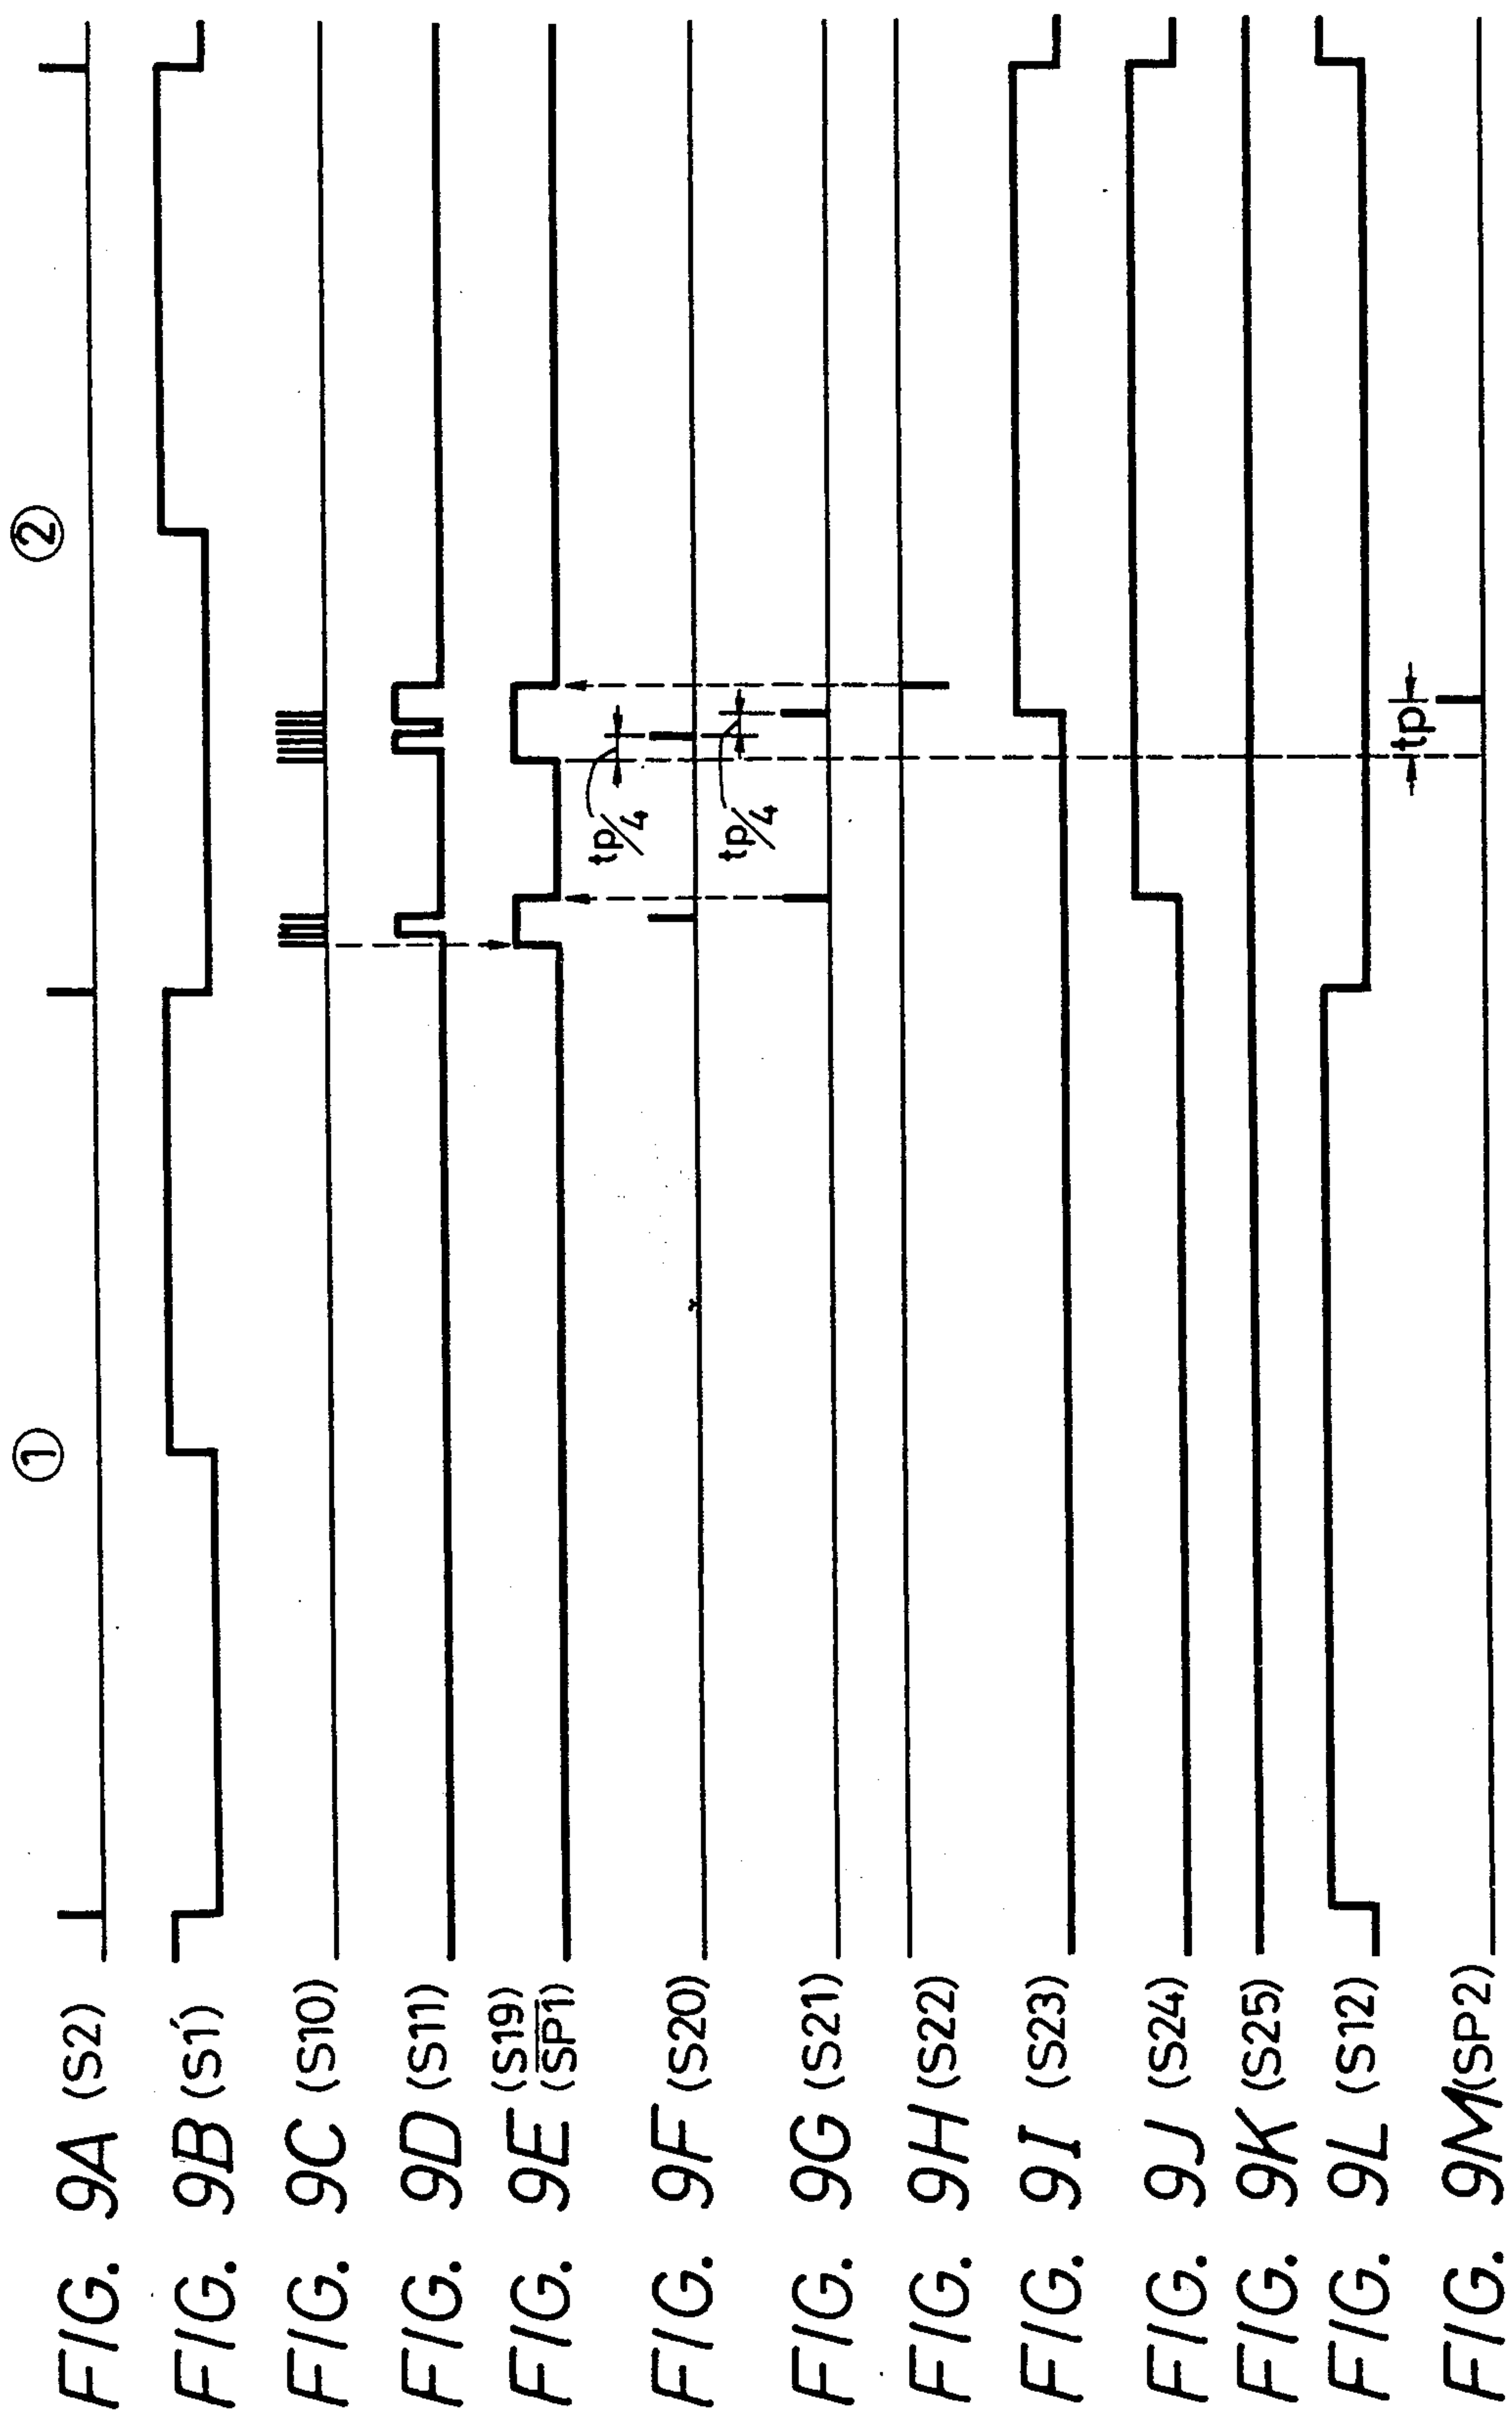 ① ②
FIG. 9A (S2)
FIG. 9B (S1́)
FIG. 9C (S10)
FIG. 9D (S11)
FIG. 9E (S19)
(S̅P̅1̅)
tp/4
FIG. 9F (S20)
tp/4
FIG. 9G (S21)
FIG. 9H (S22)
FIG. 9I (S23)
FIG. 9J (S24)
FIG. 9K (S25)
FIG. 9L (S12)
tp
FIG. 9M (SP2)